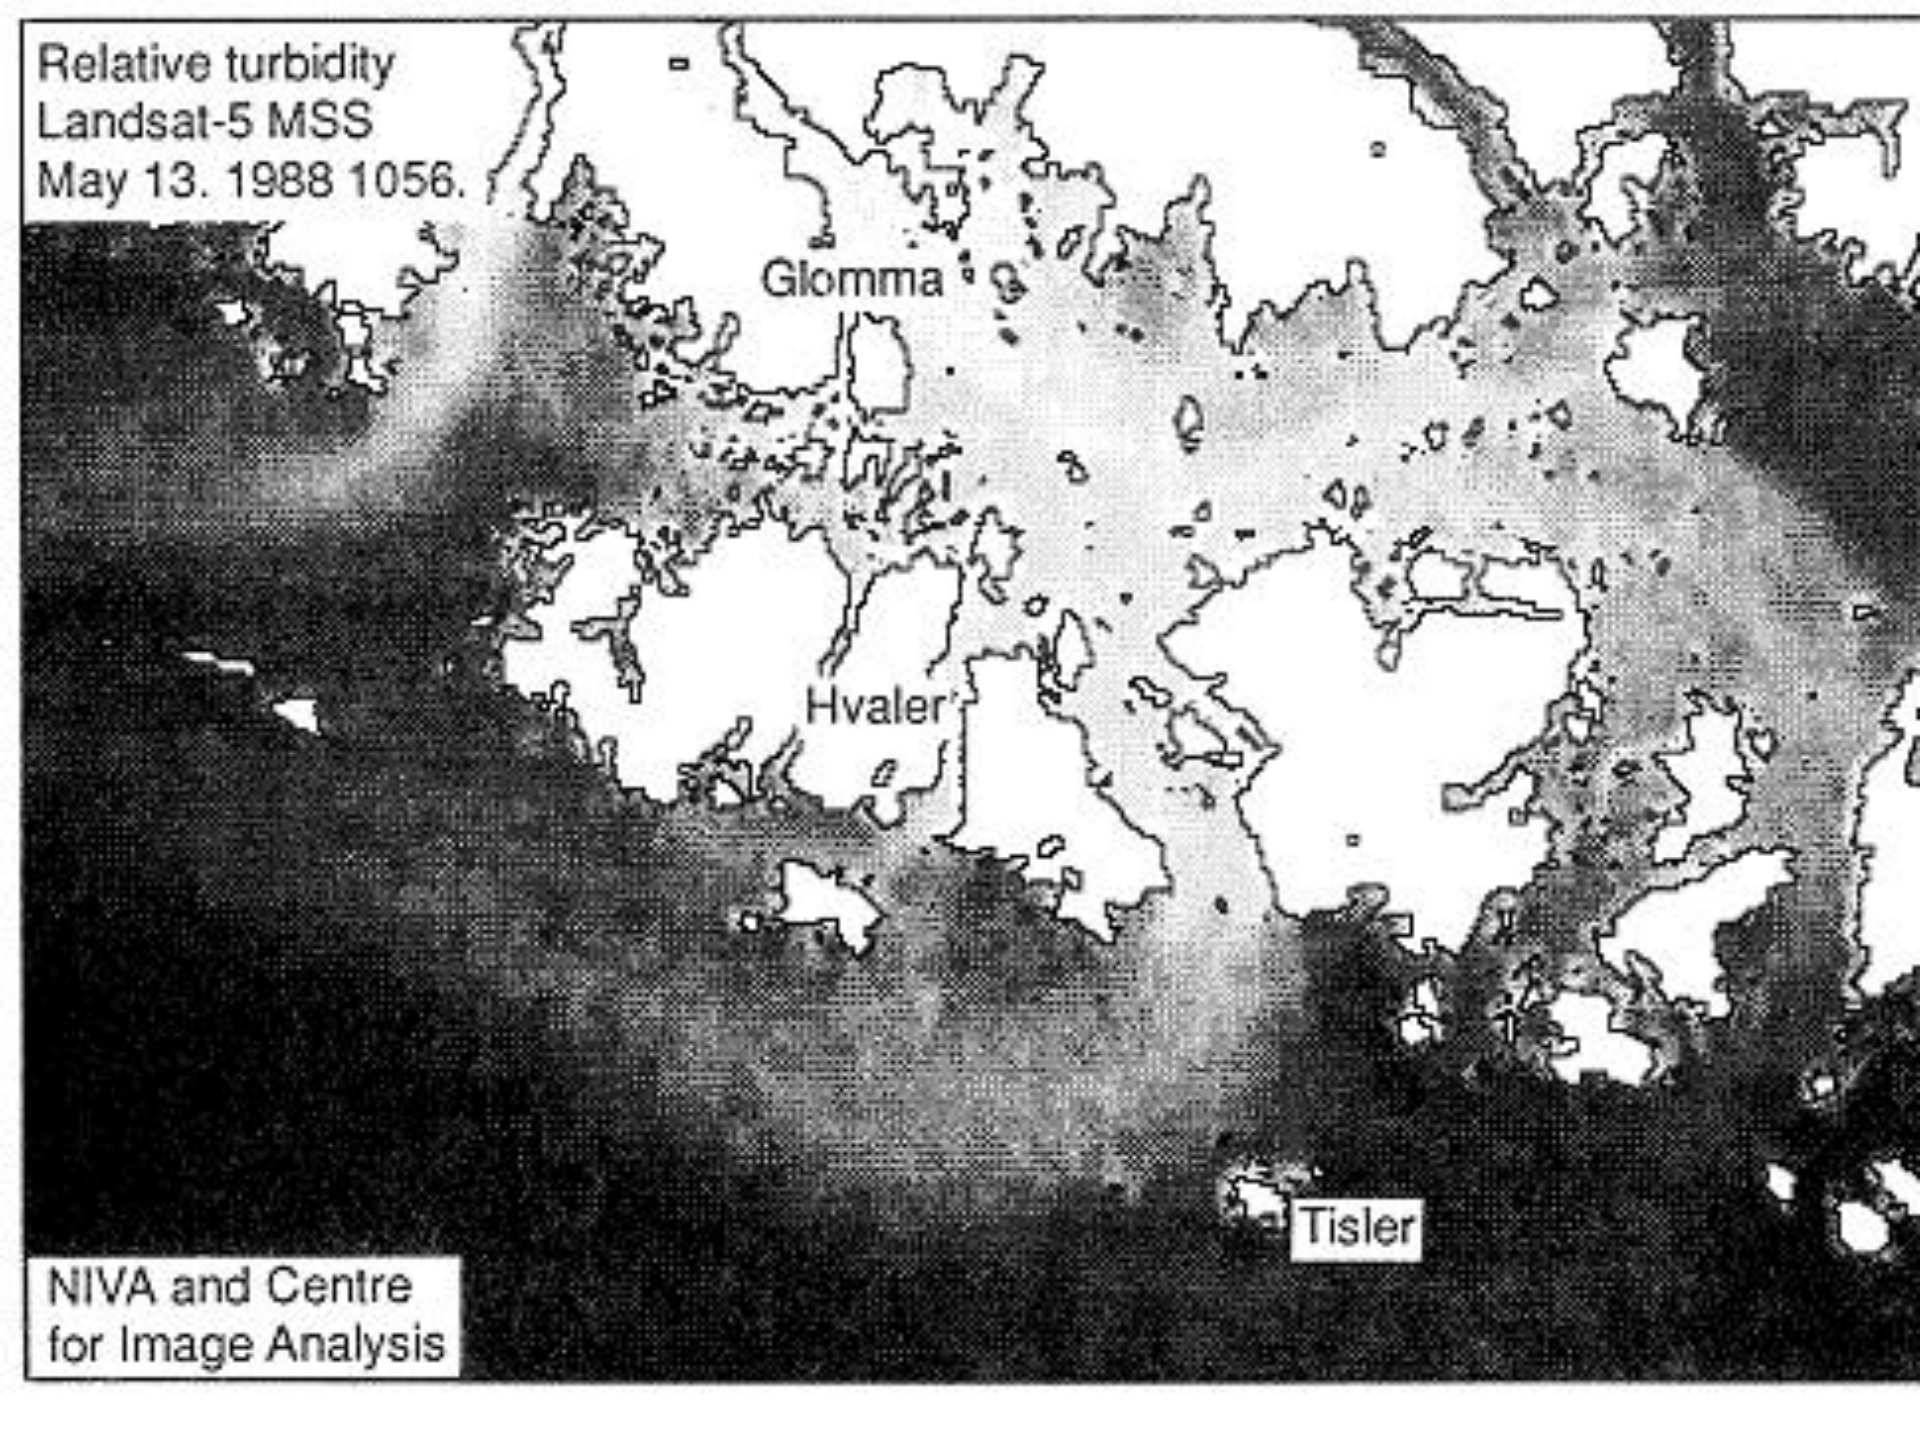 Relative turbidity
Landsat-5 MSS
May 13. 1988 1056.
Glomma
Hvaler
Tisler
NIVA and Centre
for Image Analysis